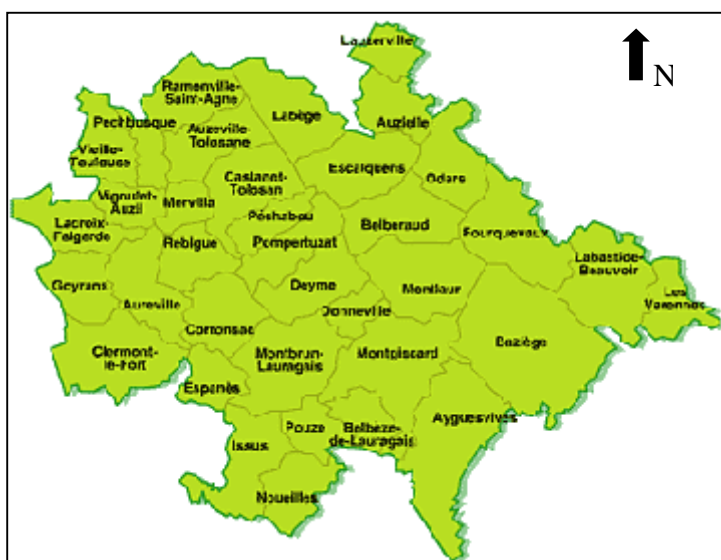 Lauzerville
N
Ramonville-
Saint-Agne
Labège
Pechbusque
Auzeville-
Tolosane
Auzielle
Vieille-
Toulouse
Escalquens
Odars
Castanet-
Tolosan
Vigoulet-
Auzil
Mervilla
Péchabou
Belberaud
Lacroix-
Falgarde
Rebigue
Pompertuzat
Fourquevaux
Labastide-
Beauvoir
Goyrans
Deyme
Montlaur
Les
Varennes
Aureville
Donneville
Corronsac
Baziège
Clermont-
le-Fort
Montbrun-
Lauragais
Montgiscard
Espanès
Ayguesvives
Pouze
Belbèze-
de-Lauragais
Issus
Noueilles